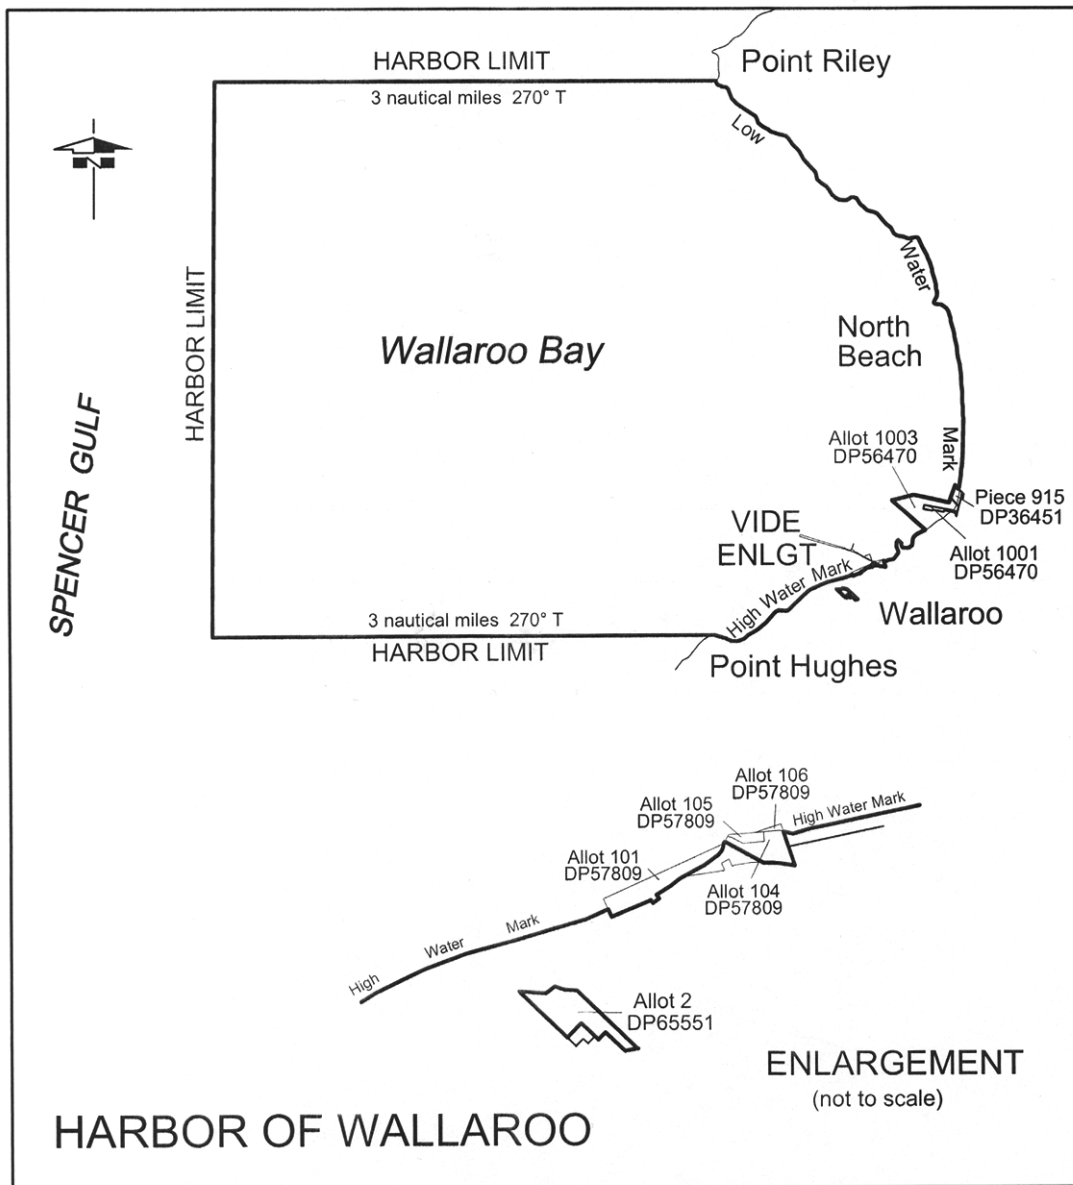 HARBOR LIMIT
Point Riley
3 nautical miles 270° T
Low
N
Water
HARBOR LIMIT
North
Beach
Wallaroo Bay
SPENCER GULF
Mark
Allot 1003
DP56470
Piece 915
DP36451
VIDE
ENLGT
Allot 1001
DP56470
High Water Mark
Wallaroo
3 nautical miles 270° T
HARBOR LIMIT
Point Hughes
Allot 106
DP57809
Allot 105
DP57809
High Water Mark
Allot 101
DP57809
Allot 104
DP57809
High Water Mark
Allot 2
DP65551
ENLARGEMENT
(not to scale)
HARBOR OF WALLAROO